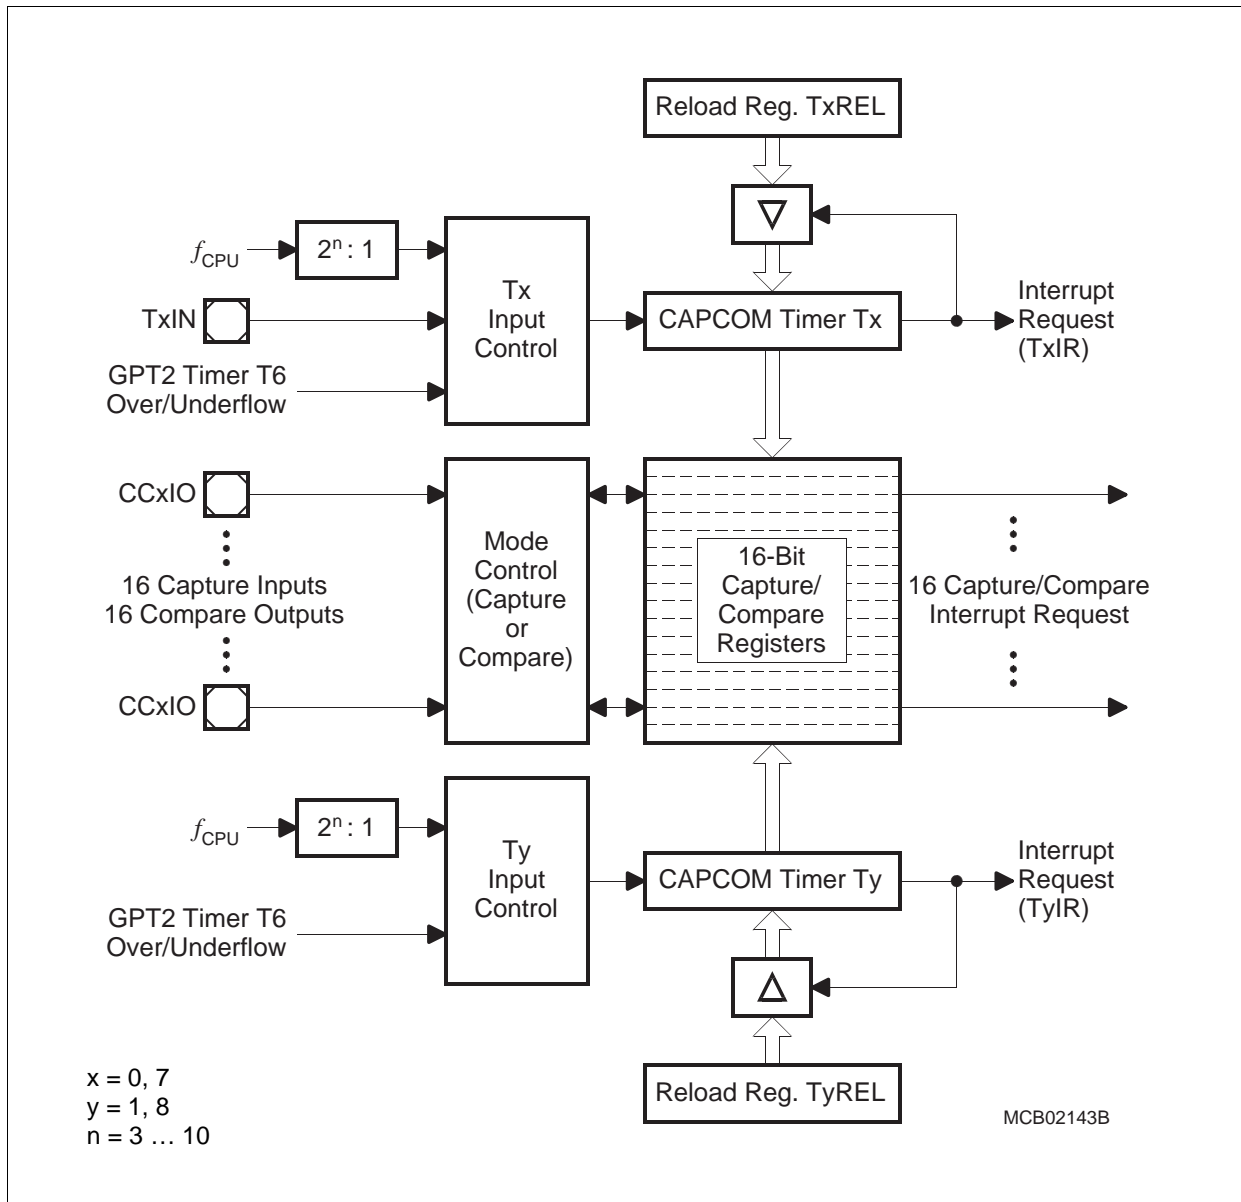 Reload Reg. TxREL
f CPU
2n : 1
TxIN
GPT2 Timer T6
Over/Underflow
Tx
Input
Control
CAPCOM Timer Tx
Interrupt
Request
(TxIR)
CCxIO
16 Capture Inputs
16 Compare Outputs
CCxIO
Mode
Control
(Capture
or
Compare)
16-Bit
Capture/
Compare
Registers
16 Capture/Compare
Interrupt Request
f CPU
2n : 1
GPT2 Timer T6
Over/Underflow
Ty
Input
Control
CAPCOM Timer Ty
Interrupt
Request
(TyIR)
Reload Reg. TyREL
x = 0, 7
y = 1, 8
n = 3 … 10
MCB02143B